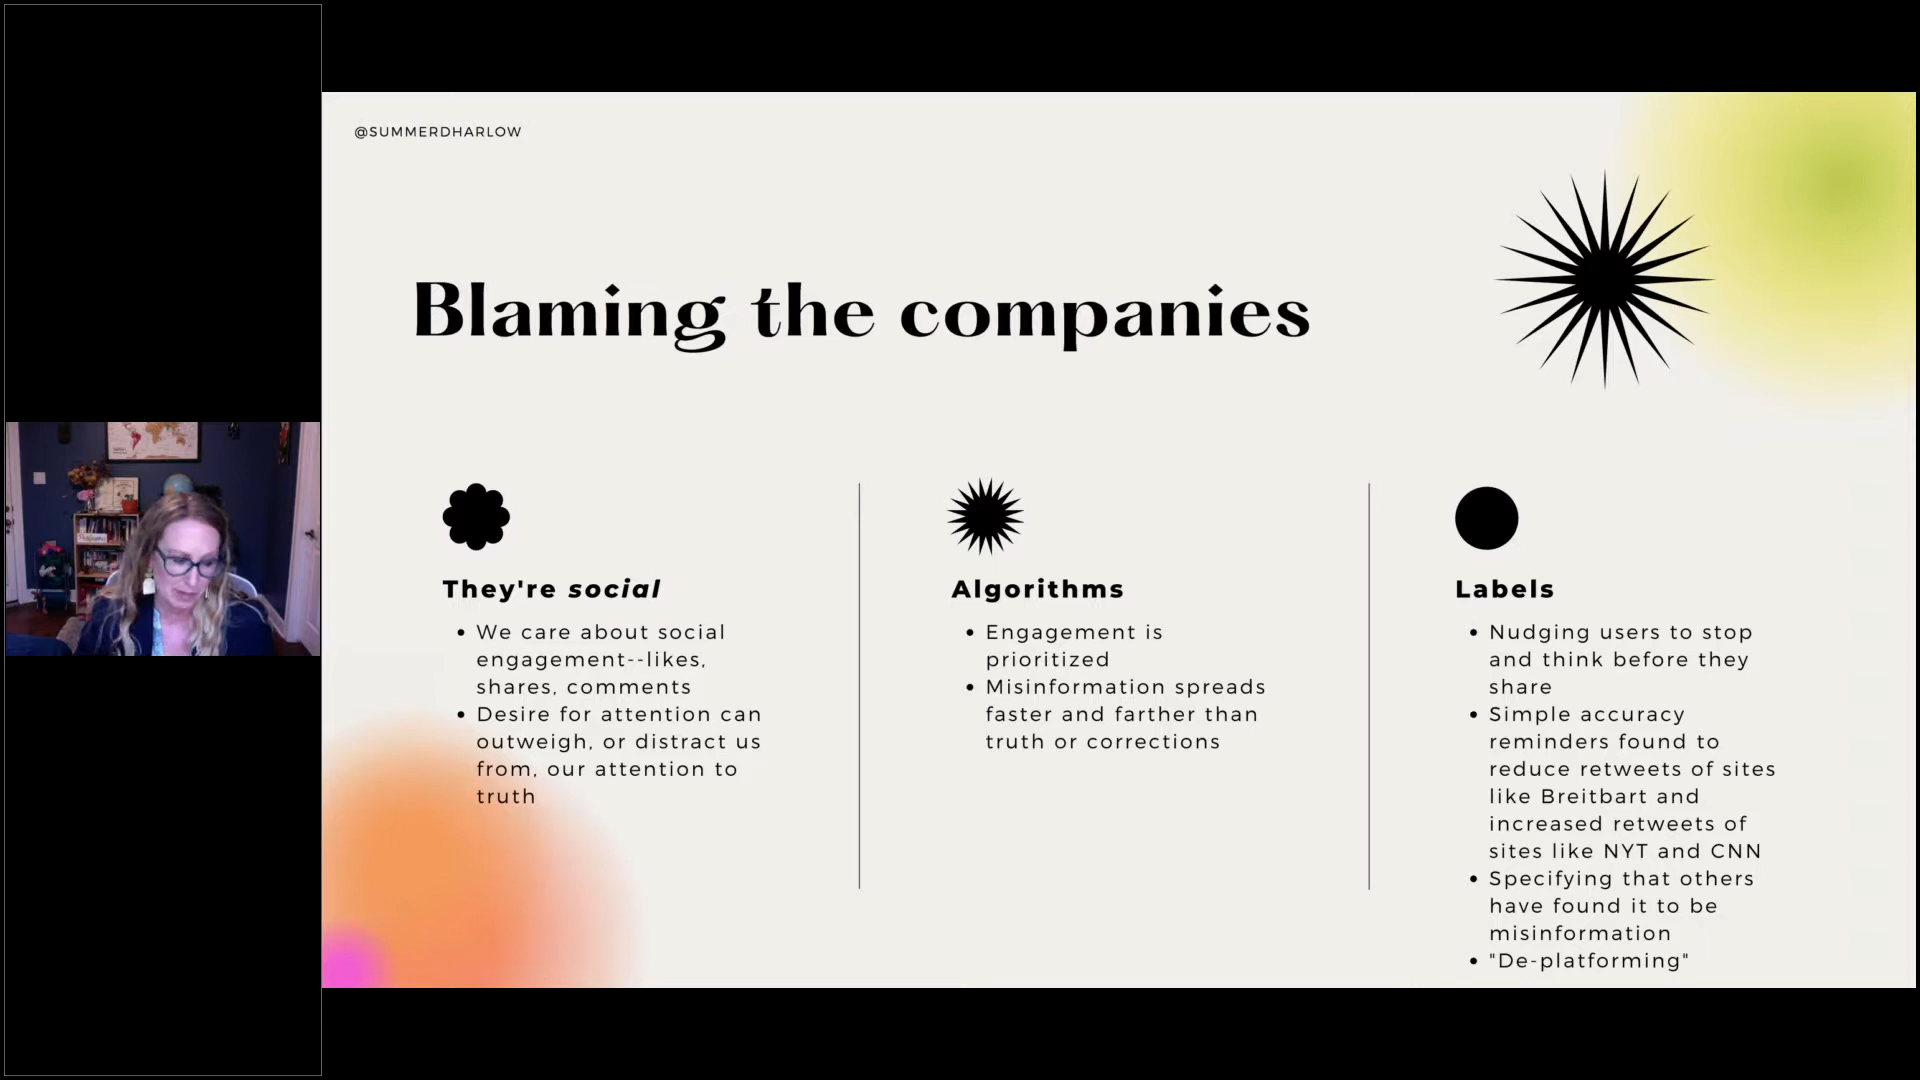 @SUMMERDHARLOW
Blaming the companies
They're social
We care about social
engagement--likes,
shares, comments
Desire for attention can
outweigh, or distract us
from, our attention to
truth
Algorithms
Engagement is
prioritized
Misinformation spreads
faster and farther than
truth or corrections
Labels
Nudging users to stop
and think before they
share
Simple accuracy
reminders found to
reduce retweets of sites
like Breitbart and
increased retweets of
sites like NYT and CNN
Specifying that others
have found it to be
misinformation
"De-platforming"